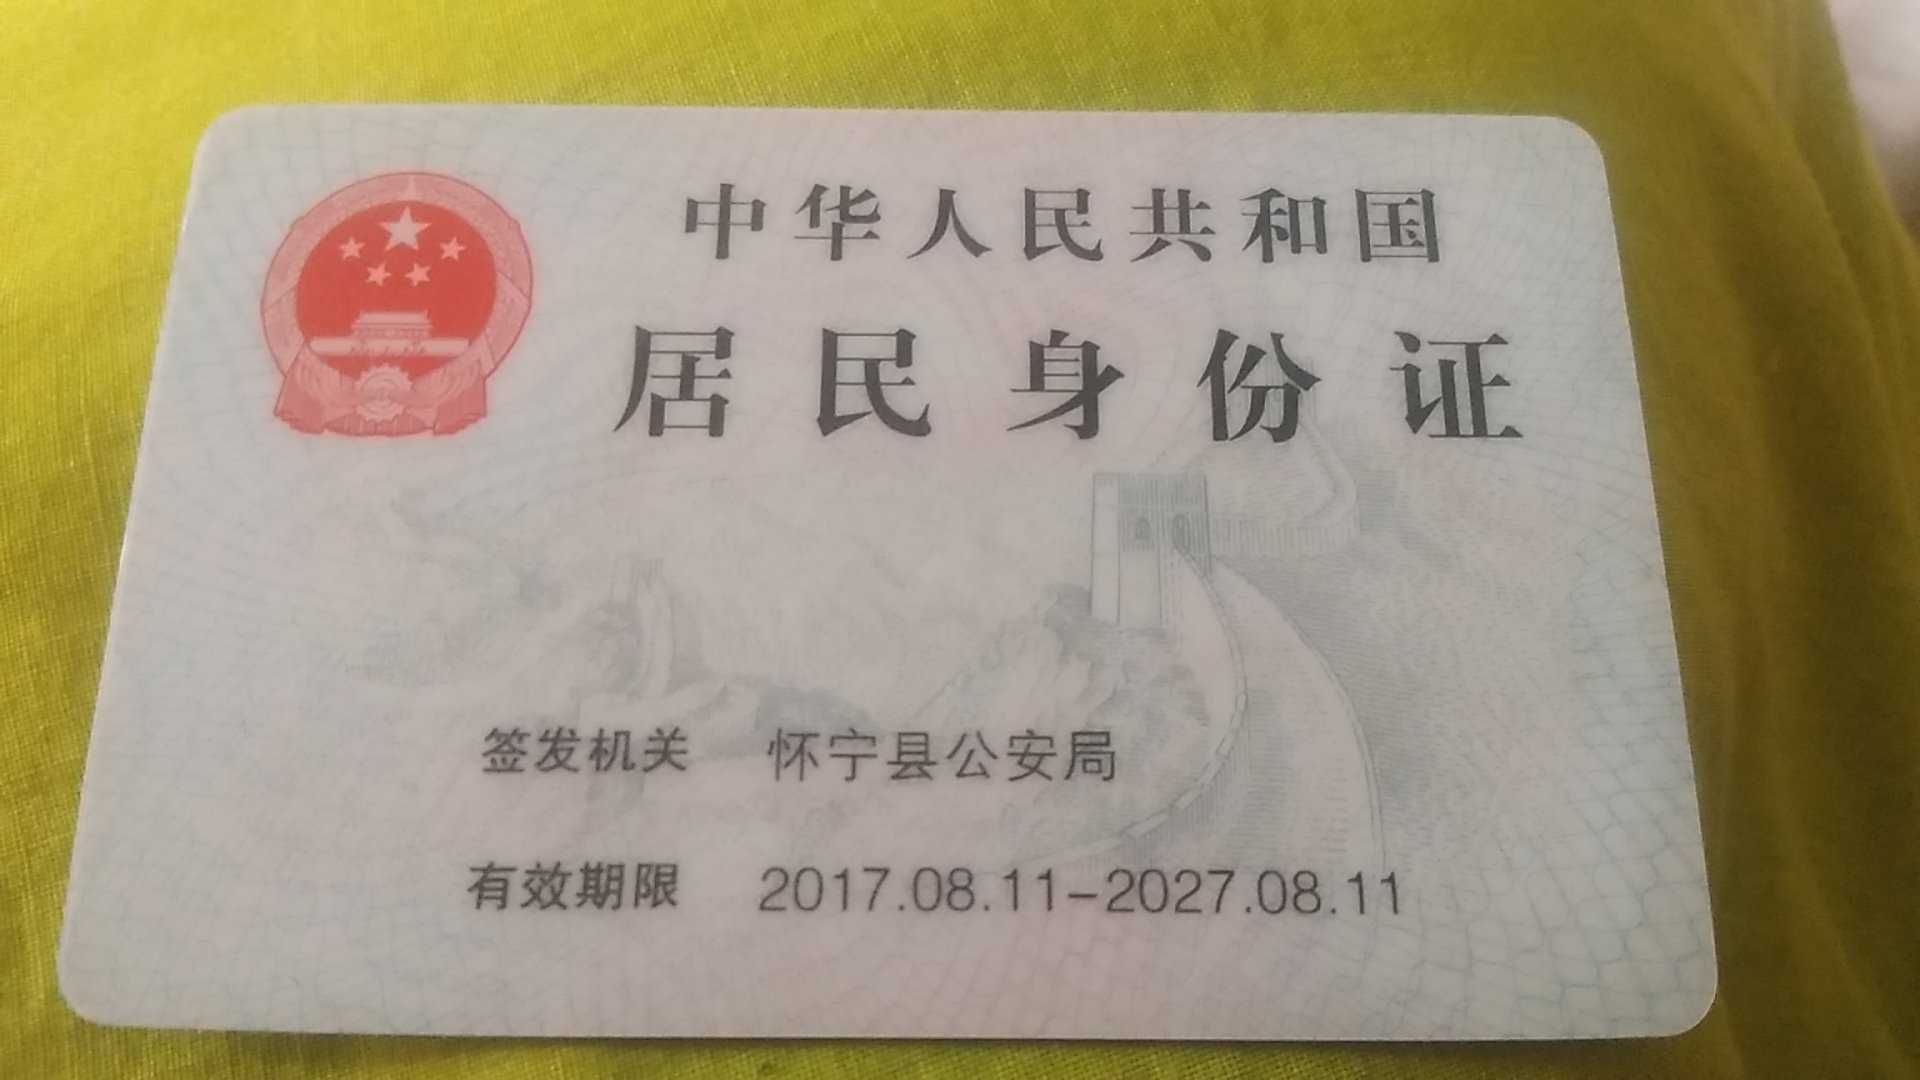 中华人民共和国
居民身份证
签发机关 怀宁县公安局
有效期限 2017.08.11-2027.08.11